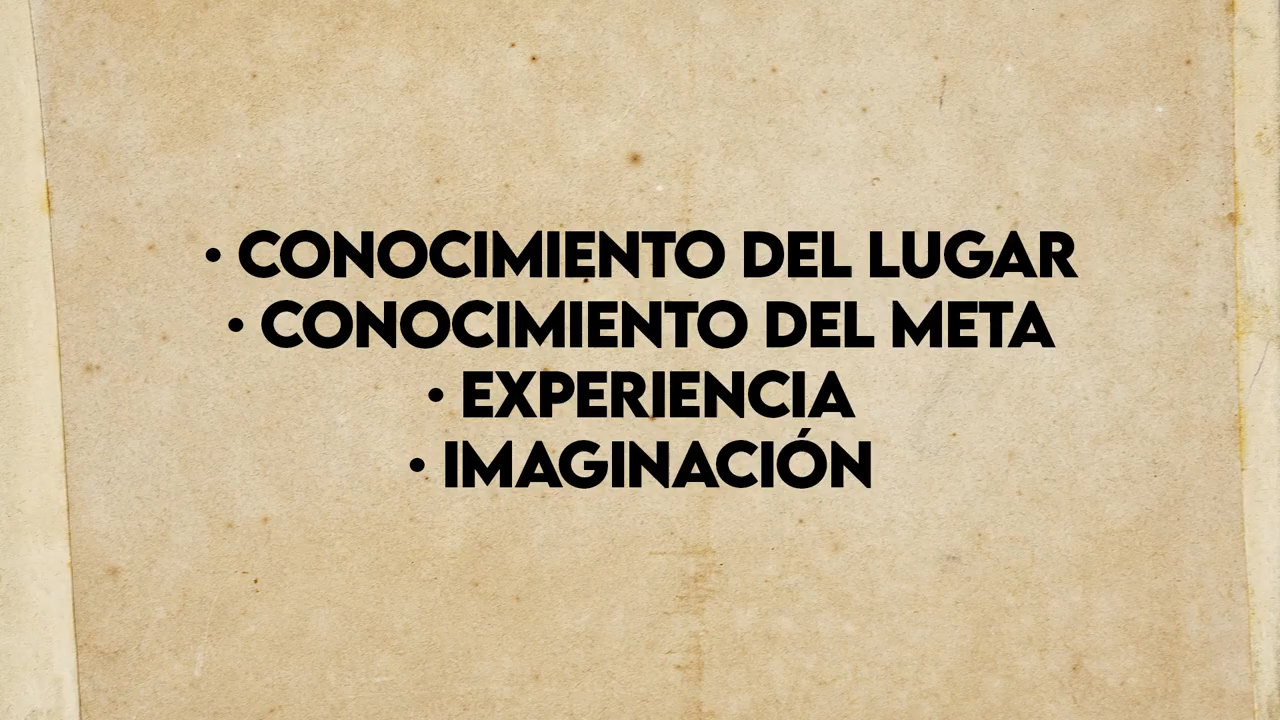 • CONOCIMIENTO DEL LUGAR
• CONOCIMIENTO DEL META
• EXPERIENCIA
• IMAGINACIÓN